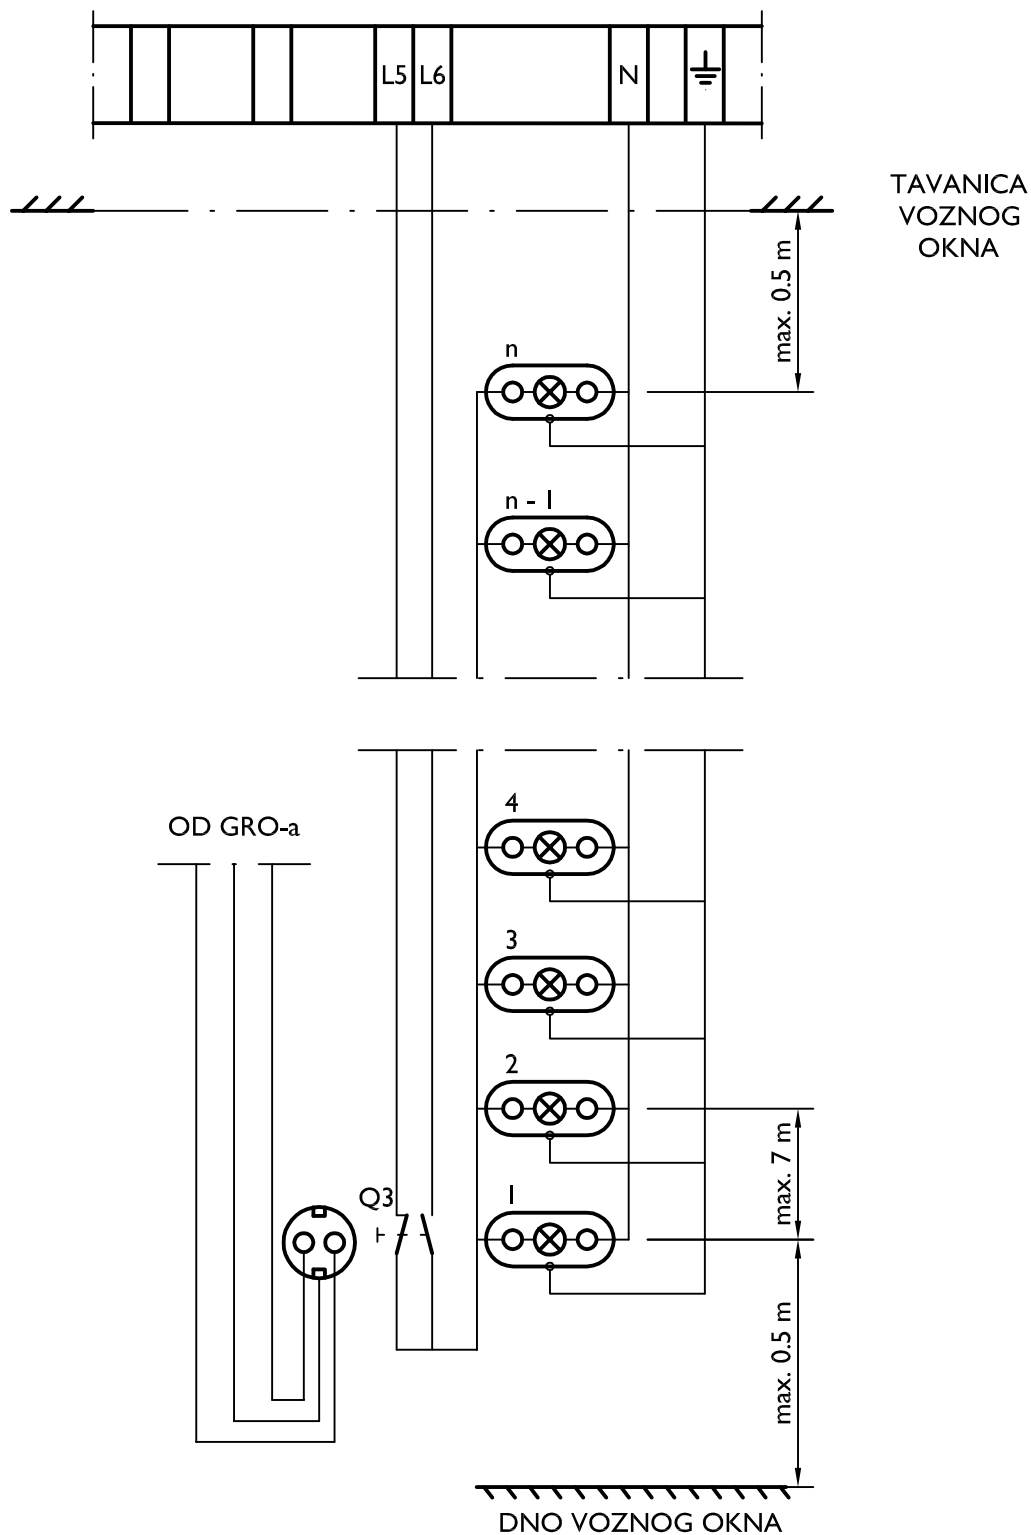 L5 L6 N
TAVANICA
VOZNOG
OKNA
max. 0.5 m
n
n - 1
4
OD GRO-a
3
2
max. 7 m
Q3
1
max. 0.5 m
DNO VOZNOG OKNA